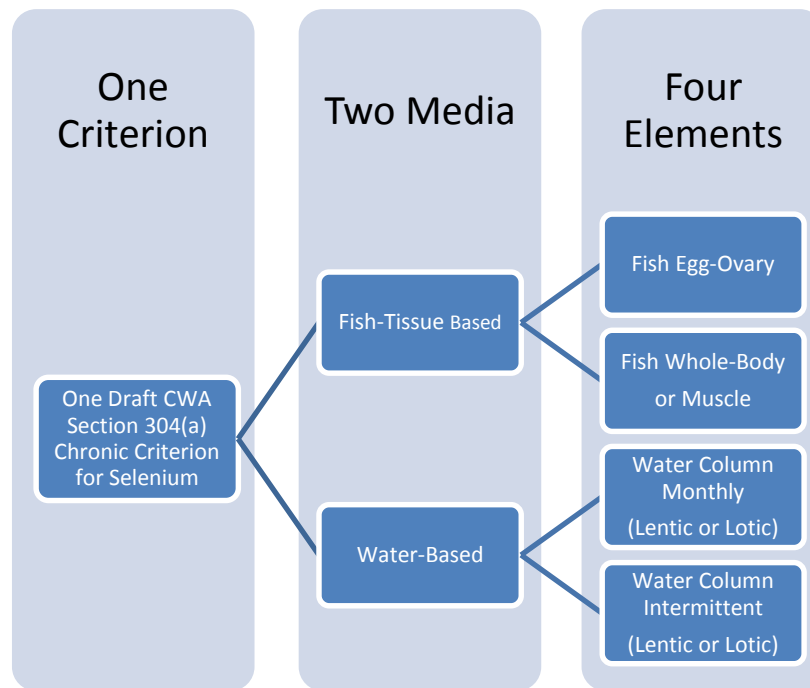 One
Criterion
Two Media
Four
Elements
One Draft CWA
Section 304(a)
Chronic Criterion
for Selenium
Fish-Tissue Based
Water-Based
Fish Egg-Ovary
Fish Whole-Body
or Muscle
Water Column
Monthly
(Lentic or Lotic)
Water Column
Intermittent
(Lentic or Lotic)